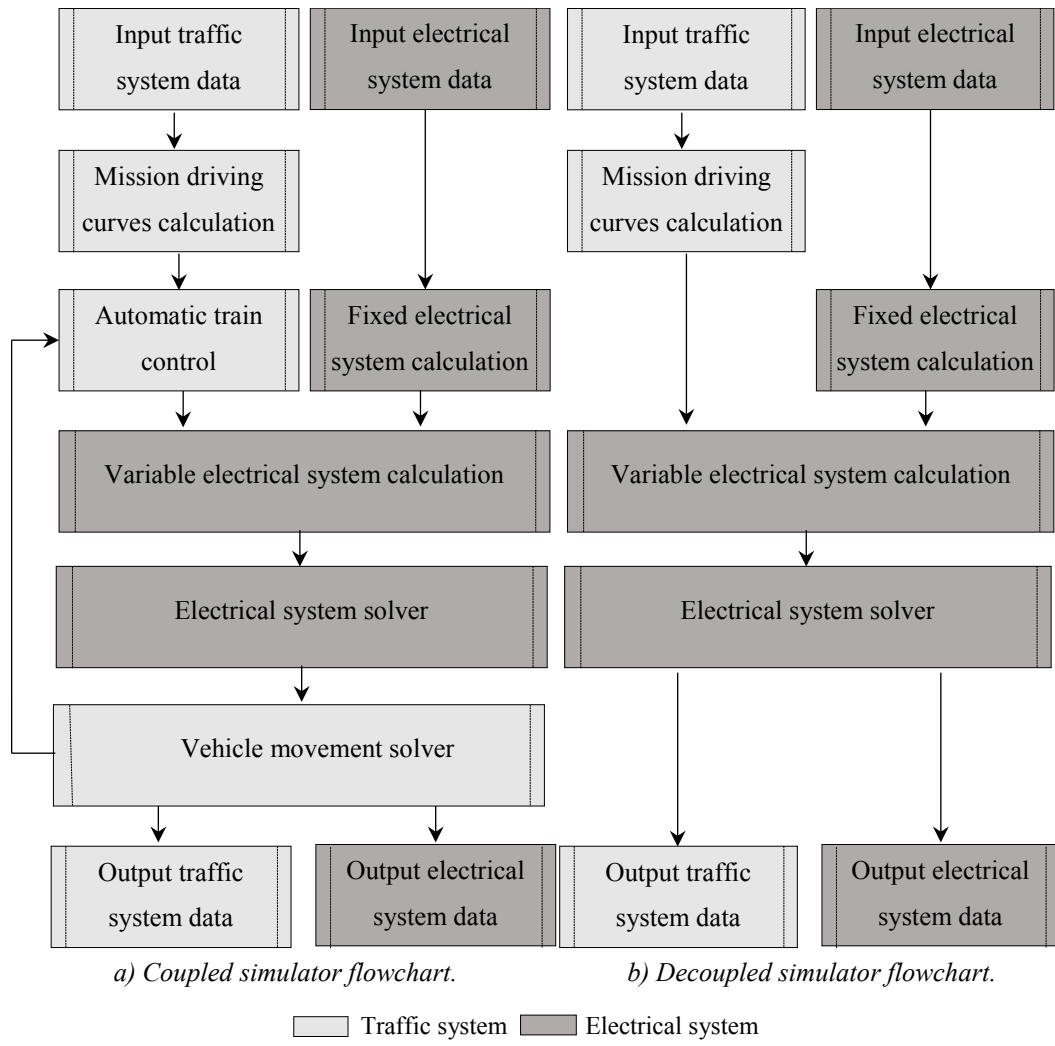 Input traffic
system data
Input electrical
system data
Mission driving
curves calculation
Automatic train
control
Fixed electrical
system calculation
Variable electrical system calculation
Electrical system solver
Vehicle movement solver
Output traffic
system data
Output electrical
system data
a) Coupled simulator flowchart.
Input traffic
system data
Input electrical
system data
Mission driving
curves calculation
Fixed electrical
system calculation
Variable electrical system calculation
Electrical system solver
Output traffic
system data
Output electrical
system data
b) Decoupled simulator flowchart.
Traffic system
Electrical system